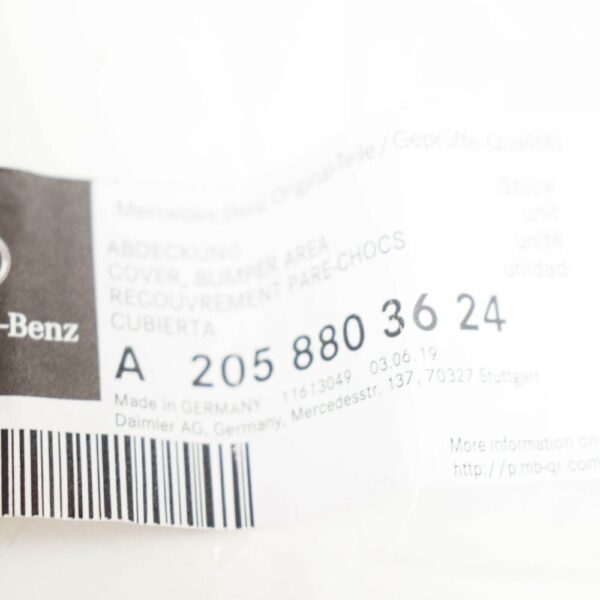 Mercedes-Benz Original-Teile / Geprüfte Qualität
Stück
unit
unité
unidad
ABDECKUNG
COVER, BUMPER AREA
RECOUVREMENT PARE-CHOCS
CUBIERTA
-Benz
A 205 880 36 24
Made in GERMANY 11613049 03.06.19
Daimler AG, Germany, Mercedesstr. 137, 70327 Stuttgart
More information on
http://p.mb-qr.com